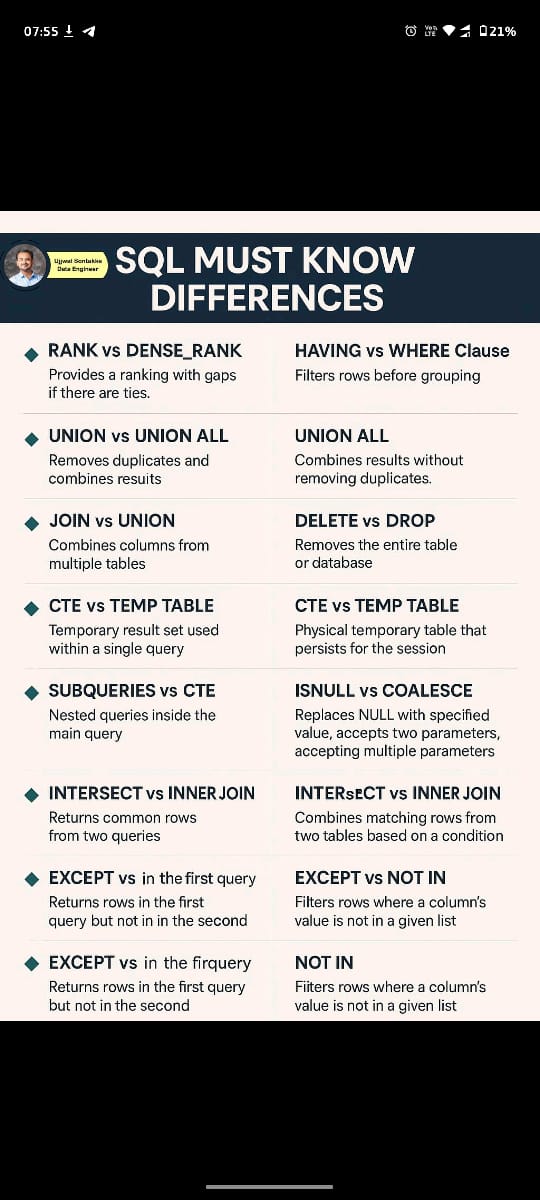 07:55
Vo))
LTE
21%
Ujjwal Sontakke
Data Engineer
SQL MUST KNOW
DIFFERENCES
RANK vs DENSE_RANK
Provides a ranking with gaps
if there are ties.
HAVING vs WHERE Clause
Filters rows before grouping
UNION vs UNION ALL
Removes duplicates and
combines resuits
UNION ALL
Combines results without
removing duplicates.
JOIN vs UNION
Combines columns from
multiple tables
DELETE vs DROP
Removes the entire table
or database
CTE vs TEMP TABLE
Temporary result set used
within a single query
CTE vs TEMP TABLE
Physical temporary table that
persists for the session
SUBQUERIES vs CTE
Nested queries inside the
main query
ISNULL vs COALESCE
Replaces NULL with specified
value, accepts two parameters,
accepting multiple parameters
INTERSECT vs INNER JOIN
Returns common rows
from two queries
INTERSECT vs INNER JOIN
Combines matching rows from
two tables based on a condition
EXCEPT vs in the first query
Returns rows in the first
query but not in in the second
EXCEPT vs NOT IN
Filters rows where a column's
value is not in a given list
EXCEPT vs in the firquery
Returns rows in the first query
but not in the second
NOT IN
Fiiters rows where a column's
value is not in a given list